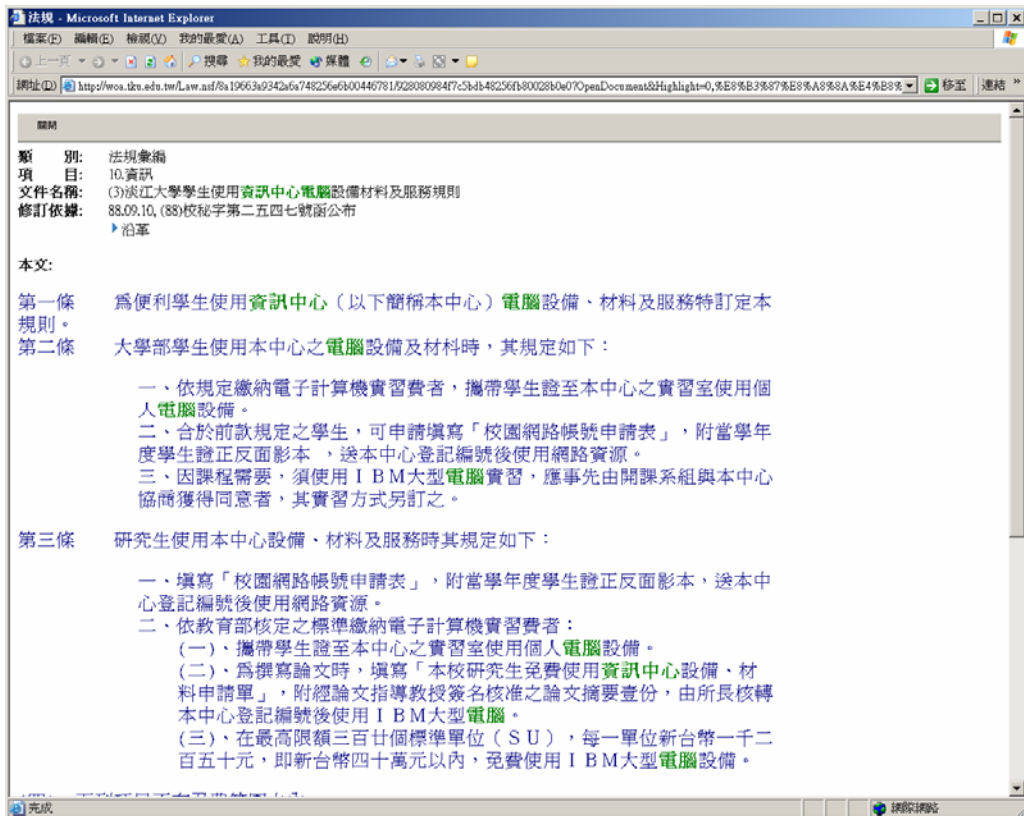 法規 - Microsoft Internet Explorer
檔案(F) 編輯(E) 檢視(V) 我的最愛(A) 工具(T) 說明(H)
上一頁 搜尋 我的最愛 媒體
網址(D) http://woa.tku.edu.tw/Law.nsf/8a19663a9342a6a748256e6b00446781/928080984f7c5bdb48256fb80028b0e0?OpenDocument&Highlight=0,%E8%B3%87%E8%A8%8A%E4%B8% 移至 連結 »
關閉
類 別: 法規彙編
項 目: 10.資訊
文件名稱: (3)淡江大學學生使用資訊中心電腦設備材料及服務規則
修訂依據: 88.09.10, (88)校秘字第二五四七號函公布
沿革
本文:
第一條 為便利學生使用資訊中心（以下簡稱本中心）電腦設備、材料及服務特訂定本
規則。
第二條 大學部學生使用本中心之電腦設備及材料時，其規定如下：
一、依規定繳納電子計算機實習費者，攜帶學生證至本中心之實習室使用個
人電腦設備。
二、合於前款規定之學生，可申請填寫「校園網路帳號申請表」，附當學年
度學生證正反面影本 ，送本中心登記編號後使用網路資源。
三、因課程需要，須使用ＩＢＭ大型電腦實習，應事先由開課系組與本中心
協商獲得同意者，其實習方式另訂之。
第三條 研究生使用本中心設備、材料及服務時其規定如下：
一、填寫「校園網路帳號申請表」，附當學年度學生證正反面影本，送本中
心登記編號後使用網路資源。
二、依教育部核定之標準繳納電子計算機實習費者：
(一)、攜帶學生證至本中心之實習室使用個人電腦設備。
(二)、為撰寫論文時，填寫「本校研究生免費使用資訊中心設備、材
料申請單」，附經論文指導教授簽名核准之論文摘要壹份，由所長核轉
本中心登記編號後使用ＩＢＭ大型電腦。
(三)、在最高限額三百廿個標準單位（ＳＵ），每一單位新台幣一千二
百五十元，即新台幣四十萬元以內，免費使用ＩＢＭ大型電腦設備。
完成 網際網路